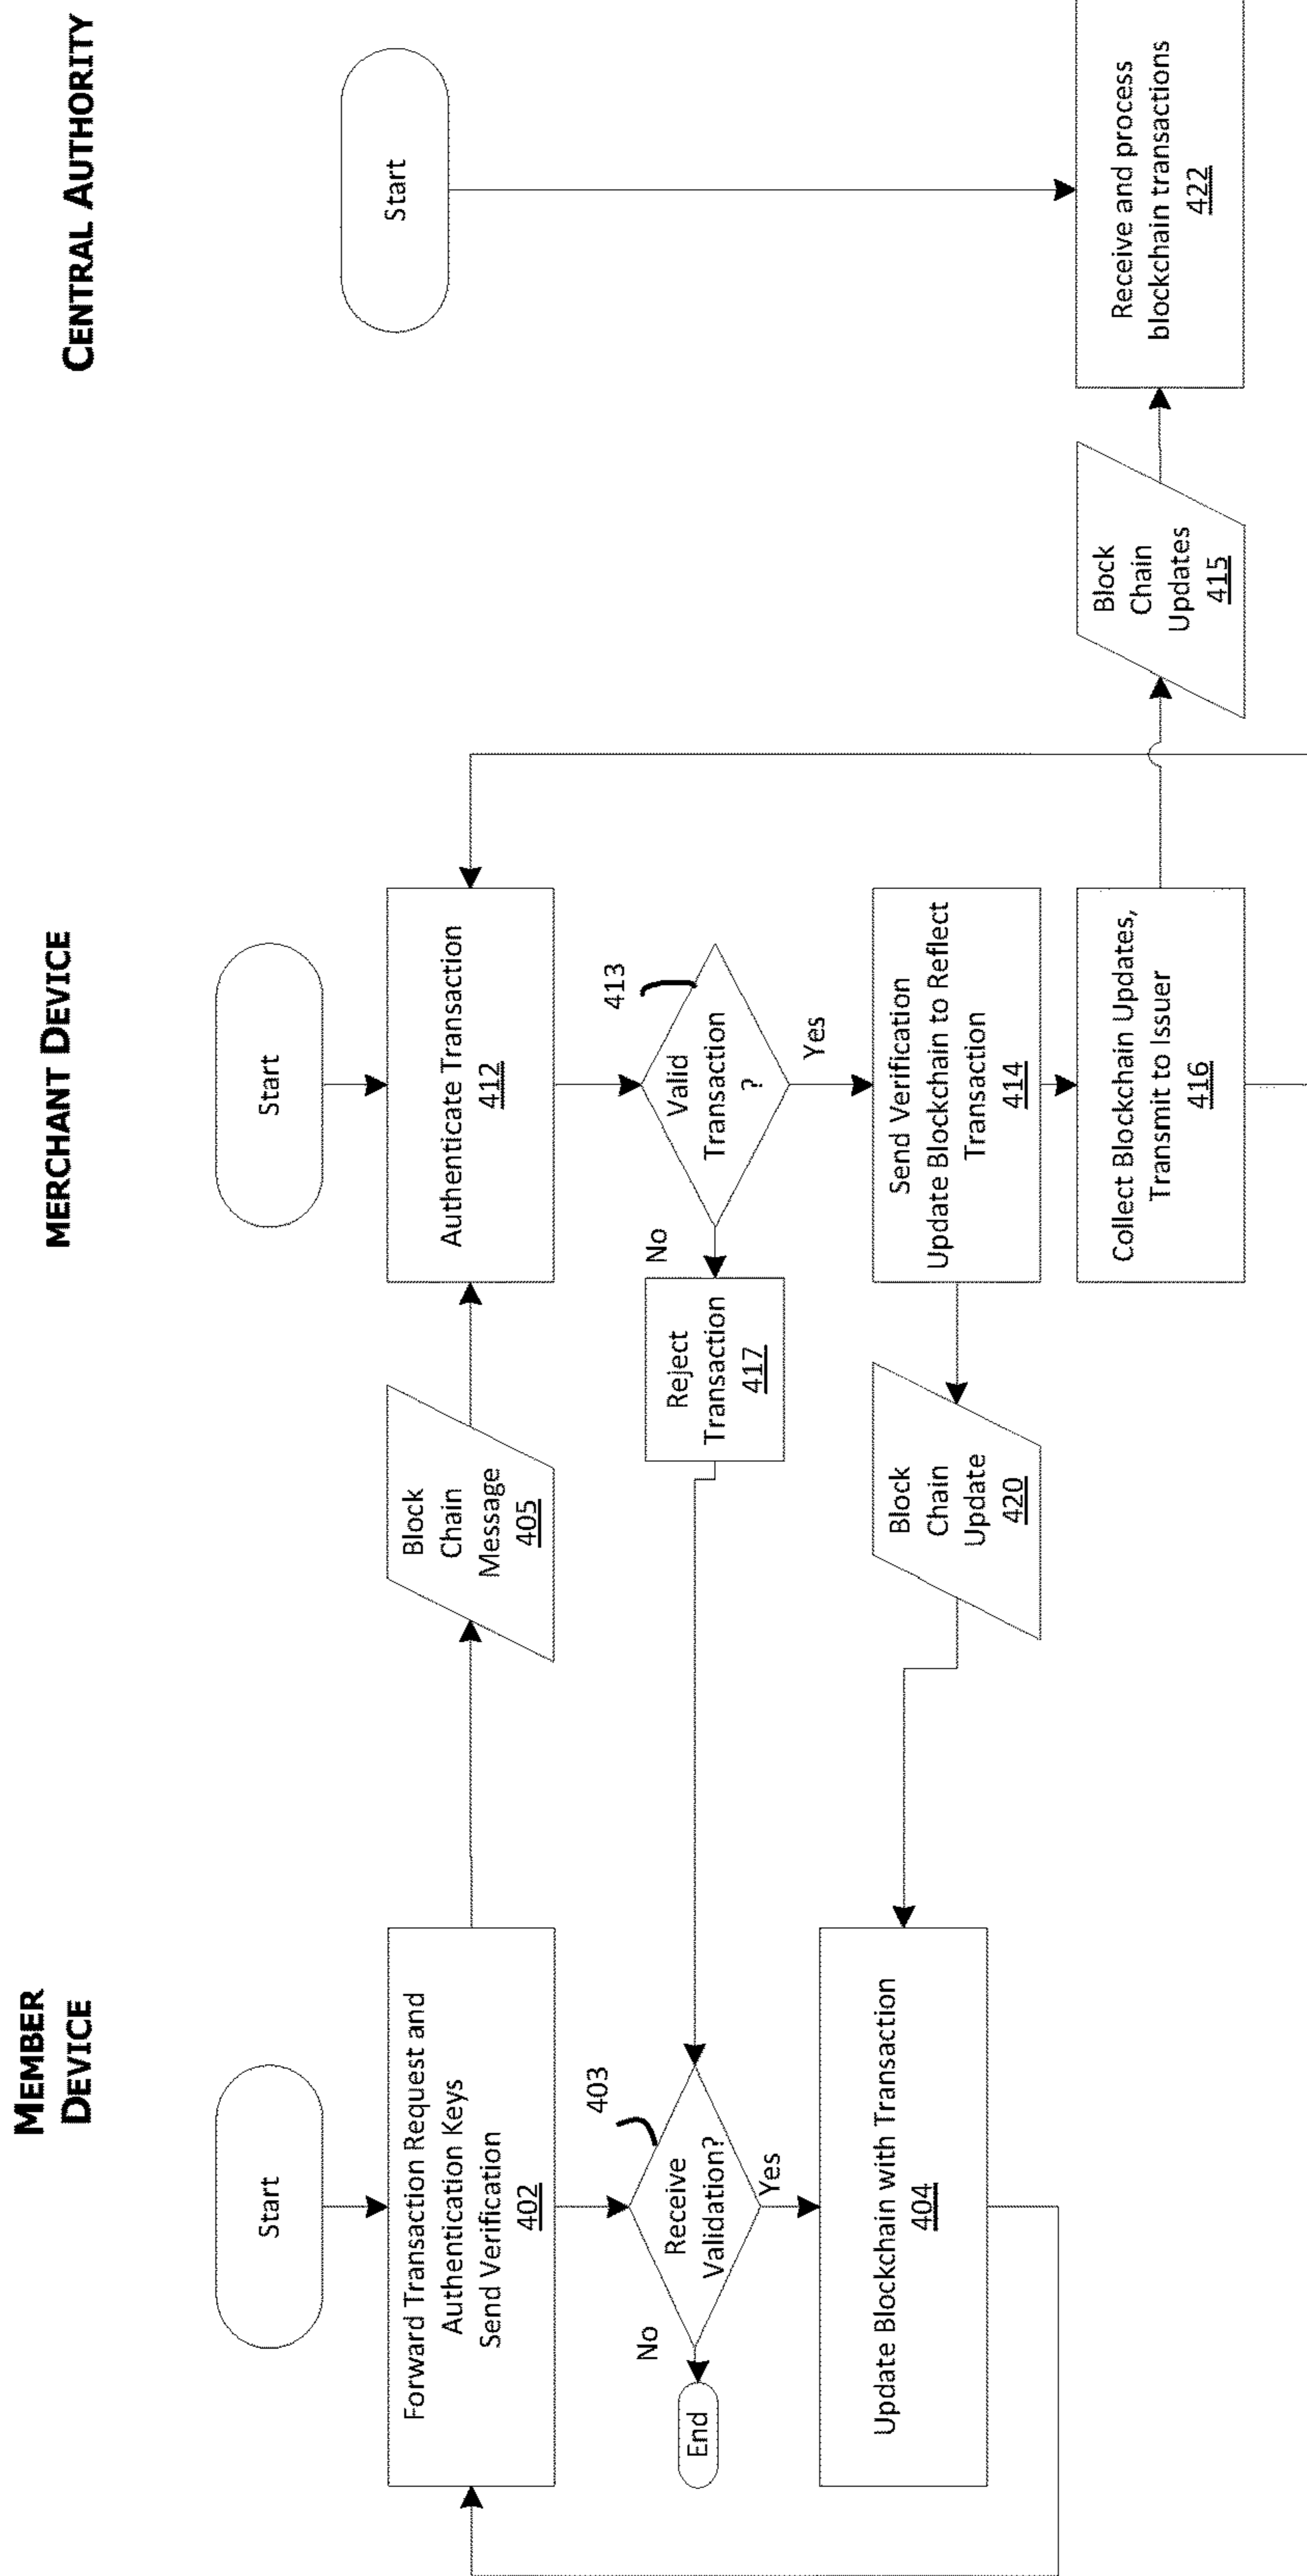 MEMBER
DEVICE
MERCHANT DEVICE
CENTRAL AUTHORITY
Start
Forward Transaction Request and
Authentication Keys
Send Verification
402
403
Receive
Validation?
No
Yes
End
Update Blockchain with Transaction
404
Block
Chain
Message
405
Start
Authenticate Transaction
412
413
Valid
Transaction
?
No
Yes
Reject
Transaction
417
Send Verification
Update Blockchain to Reflect
Transaction
414
Block
Chain
Update
420
Collect Blockchain Updates,
Transmit to Issuer
416
Block
Chain
Updates
415
Start
Receive and process
blockchain transactions
422